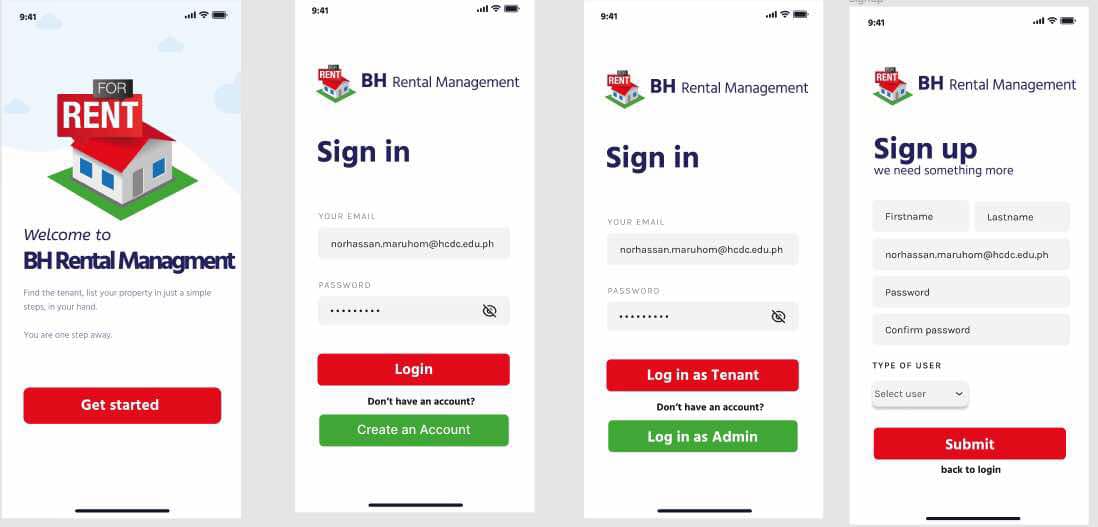 9:41
FOR
RENT
Welcome to
BH Rental Managment
Find the tenant, list your property in just a simple
steps, in your hand.
You are one step away.
Get started
9:41
RENT
BH Rental Management
Sign in
YOUR EMAIL
norhassan.maruhom@hcdc.edu.ph
PASSWORD
Login
Don't have an account?
Create an Account
9:41
RENT
BH Rental Management
Sign in
YOUR EMAIL
norhassan.maruhom@hcdc.edu.ph
PASSWORD
Log in as Tenant
Don't have an account?
Log in as Admin
9:41
RENT
BH Rental Management
Sign up
we need something more
Firstname Lastname
norhassan.maruhom@hcdc.edu.ph
Password
Confirm password
TYPE OF USER
Select user
Submit
back to login